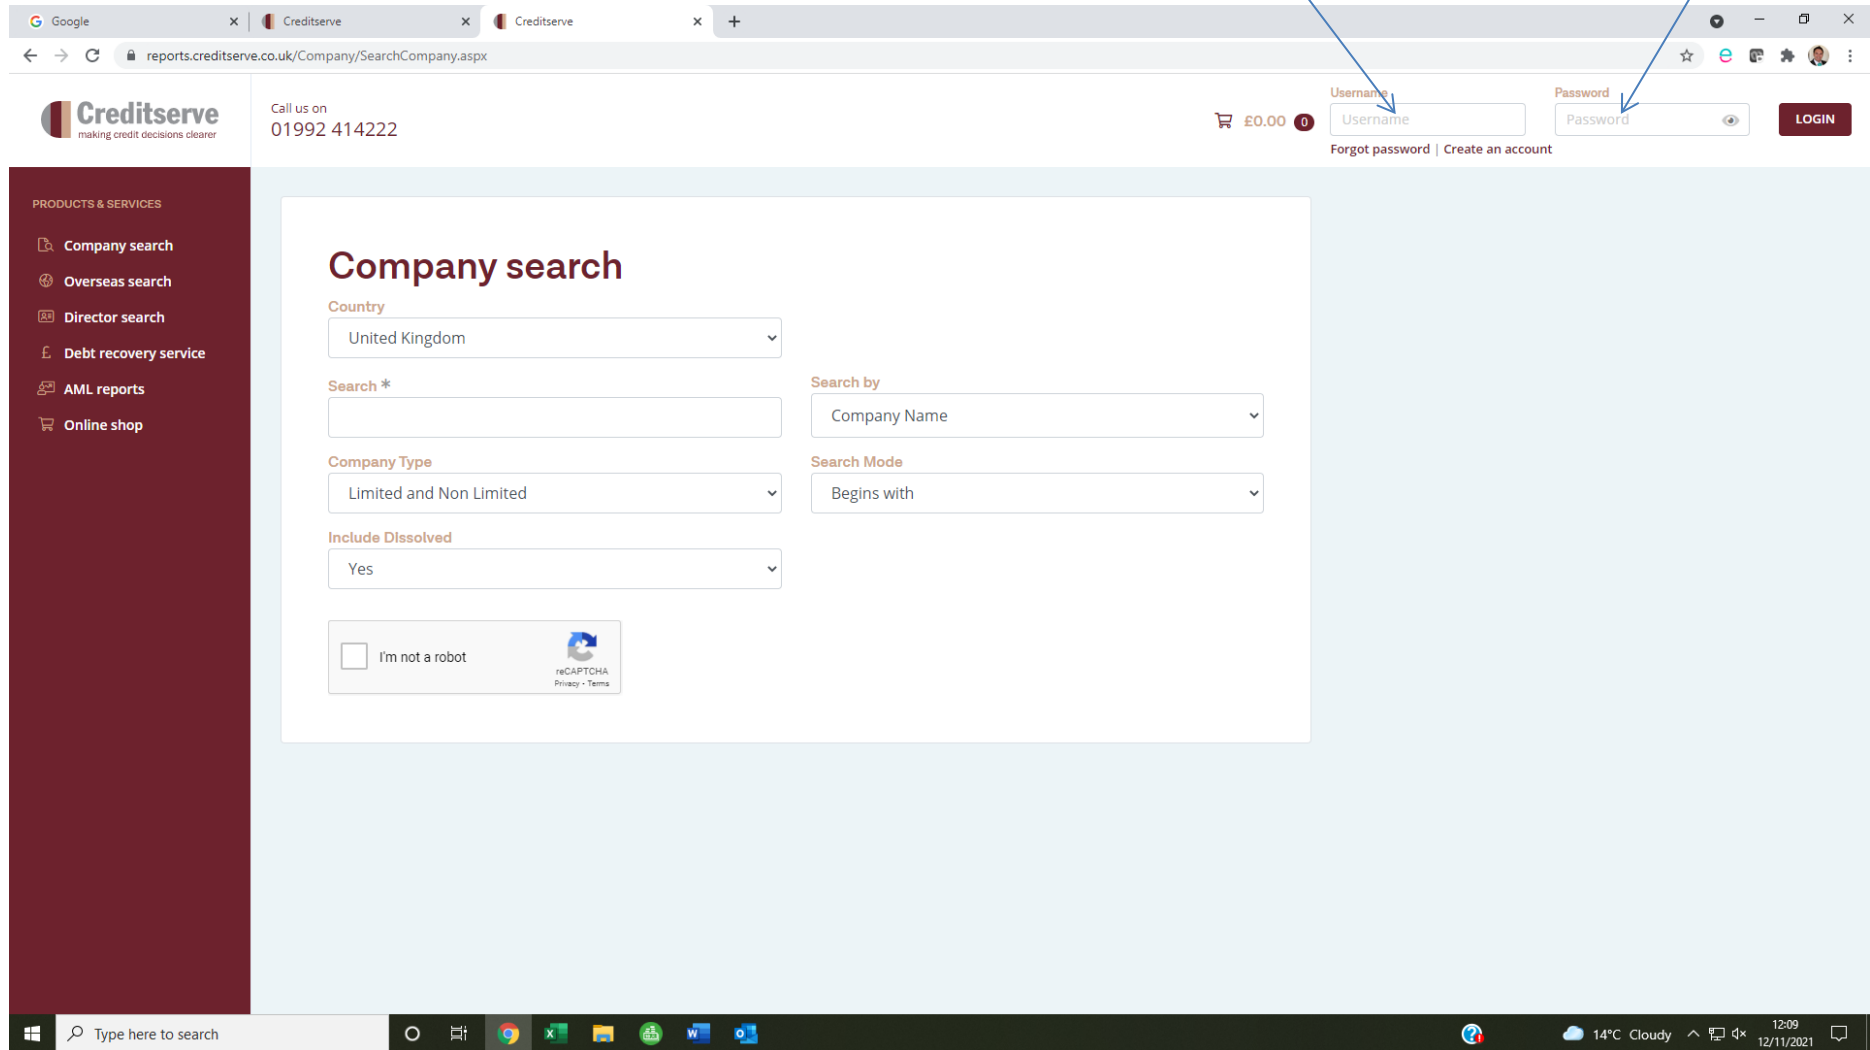 Google
Creditserve
Creditserve
reports.creditserve.co.uk/Company/SearchCompany.aspx
Creditserve
making credit decisions clearer
Call us on
01992 414222
£0.00 0
Username
Username
Password
Password
LOGIN
Forgot password | Create an account
PRODUCTS & SERVICES
Company search
Overseas search
Director search
£ Debt recovery service
AML reports
Online shop
Company search
Country
United Kingdom
Search *
Search by
Company Name
Company Type
Limited and Non Limited
Search Mode
Begins with
Include Dissolved
Yes
I'm not a robot
reCAPTCHA
Privacy - Terms
Type here to search
14°C Cloudy
12:09
12/11/2021